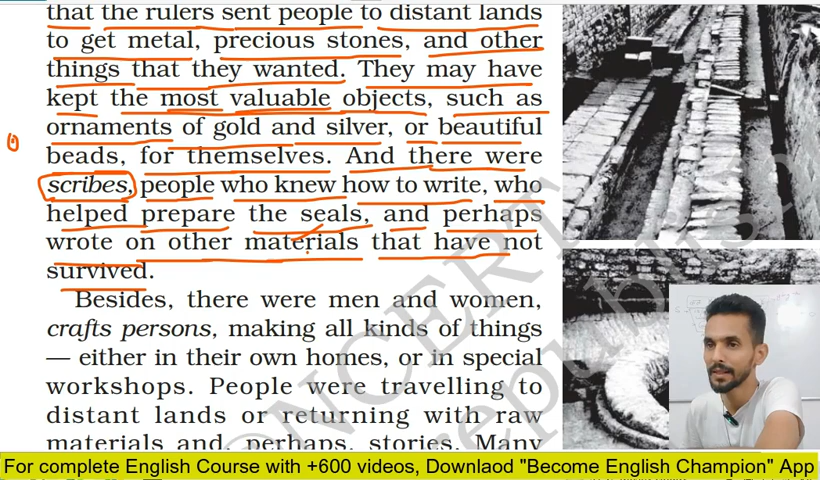 that the rulers sent people to distant lands
to get metal, precious stones, and other
things that they wanted. They may have
kept the most valuable objects, such as
ornaments of gold and silver, or beautiful
beads, for themselves. And there were
scribes, people who knew how to write, who
helped prepare the seals, and perhaps
wrote on other materials that have not
survived.
Besides, there were men and women,
crafts persons, making all kinds of things
— either in their own homes, or in special
workshops. People were travelling to
distant lands or returning with raw
materials and, perhaps, stories. Many
NCERT
republish
For complete English Course with +600 videos, Downlaod "Become English Champion" App